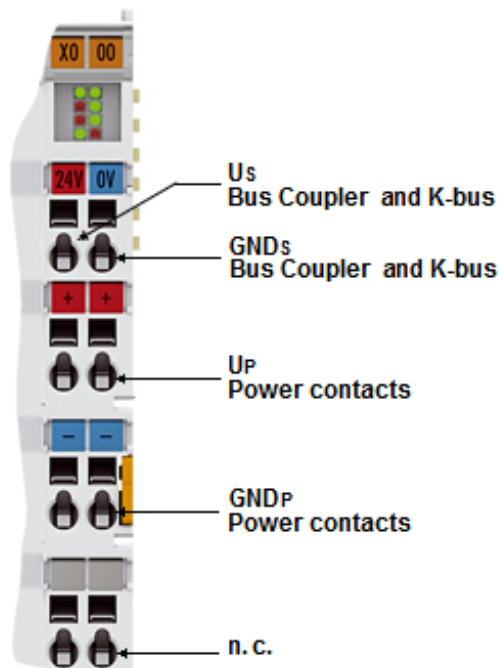 X0 00
24V 0V
Us
Bus Coupler and K-bus
GNDs
Bus Coupler and K-bus
+ +
UP
Power contacts
− −
GNDP
Power contacts
n.c.